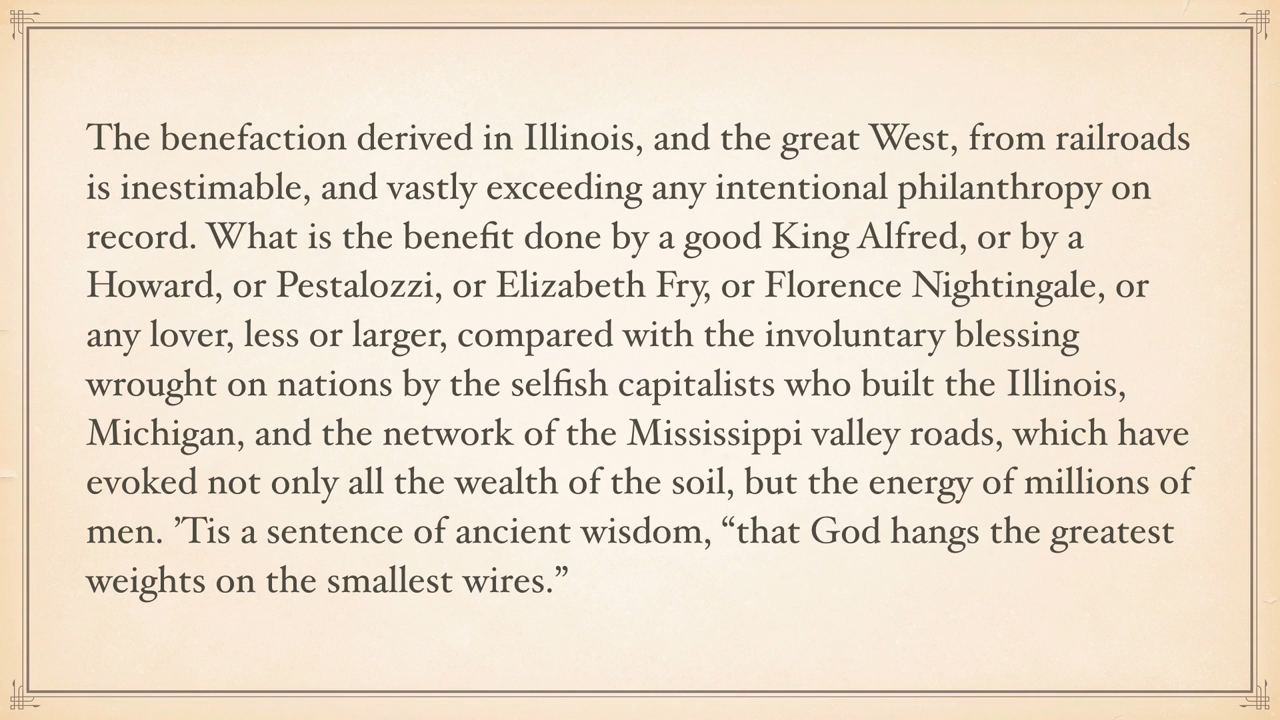 The benefaction derived in Illinois, and the great West, from railroads
is inestimable, and vastly exceeding any intentional philanthropy on
record. What is the benefit done by a good King Alfred, or by a
Howard, or Pestalozzi, or Elizabeth Fry, or Florence Nightingale, or
any lover, less or larger, compared with the involuntary blessing
wrought on nations by the selfish capitalists who built the Illinois,
Michigan, and the network of the Mississippi valley roads, which have
evoked not only all the wealth of the soil, but the energy of millions of
men. ’Tis a sentence of ancient wisdom, “that God hangs the greatest
weights on the smallest wires.”